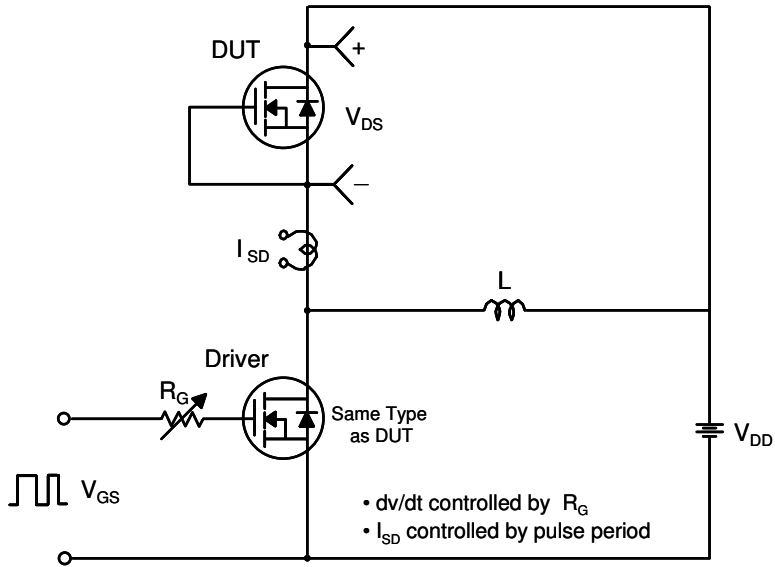 DUT
+
V_DS
−
I_SD
L
Driver
R_G
Same Type
as DUT
V_DD
V_GS
• dv/dt controlled by R_G
• I_SD controlled by pulse period